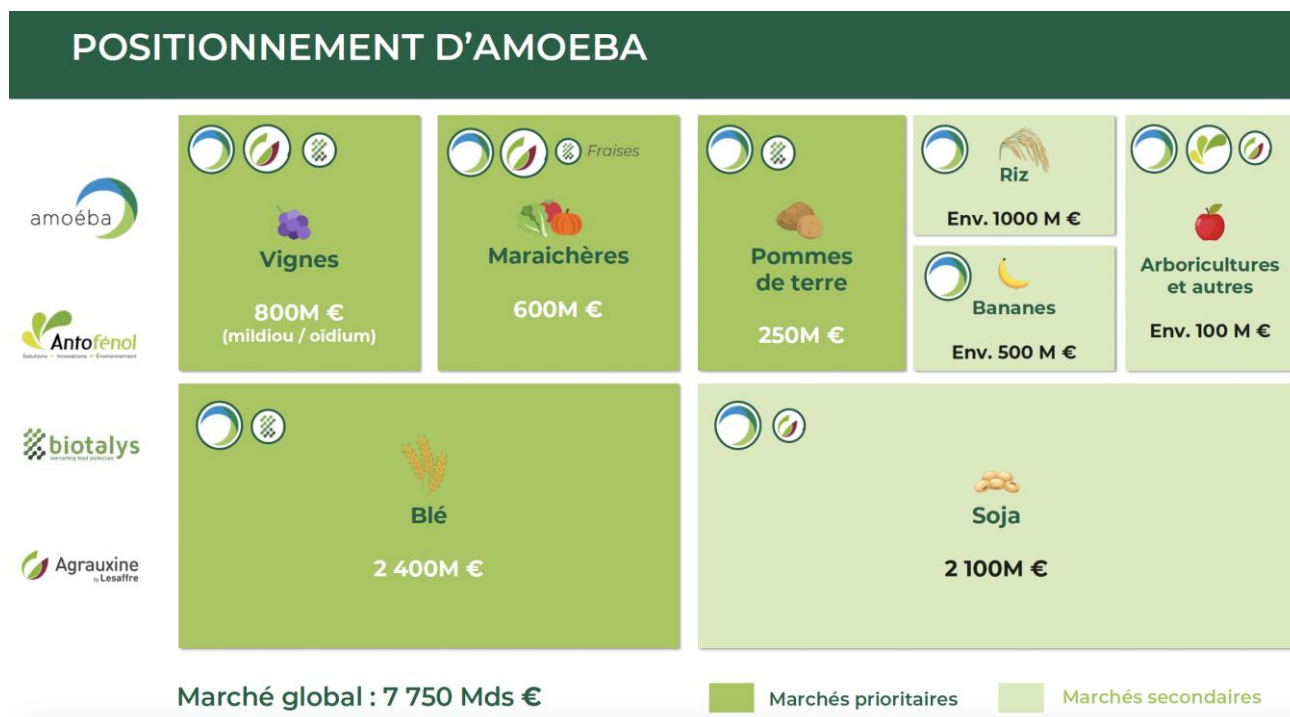 POSITIONNEMENT D'AMOEBA
amoéba
Antofénol
Solutions / Innovations / Environnement
biotalys
Agrauxine
by Lesaffre
Vignes
800M €
(mildiou / oïdium)
Fraises
Maraichères
600M €
Pommes
de terre
250M €
Riz
Env. 1000 M €
Bananes
Env. 500 M €
Arboricultures
et autres
Env. 100 M €
Blé
2 400M €
Soja
2 100M €
Marché global : 7 750 Mds €
Marchés prioritaires
Marchés secondaires